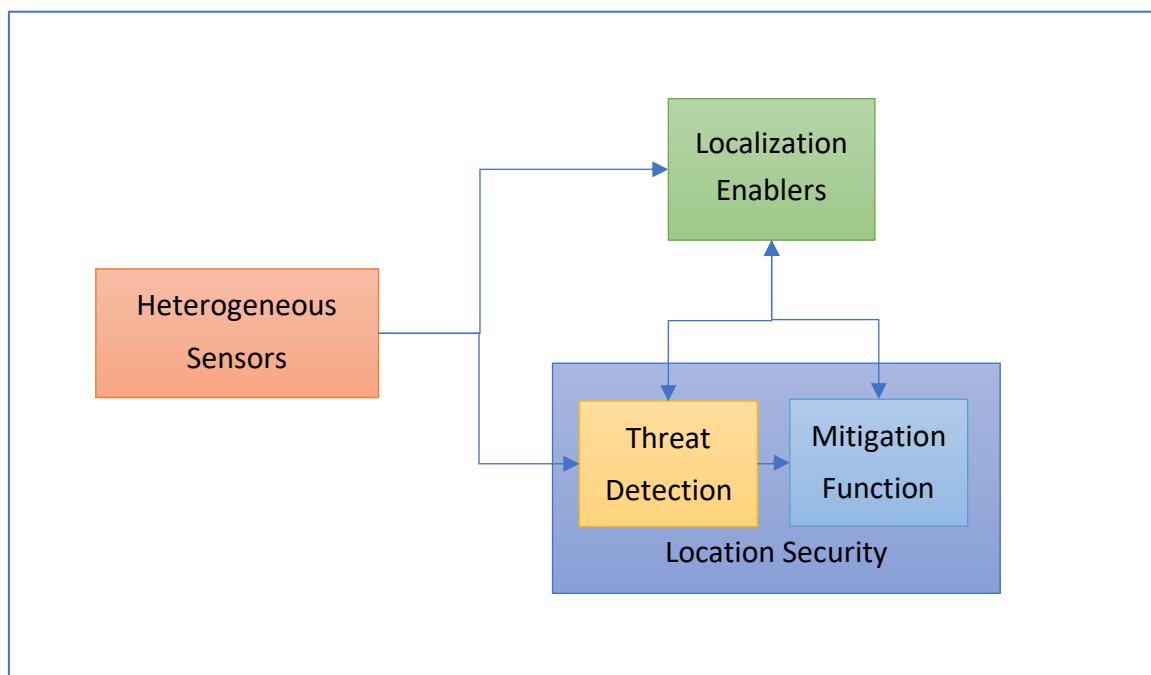 Localization
Enablers
Heterogeneous
Sensors
Threat
Detection
Mitigation
Function
Location Security